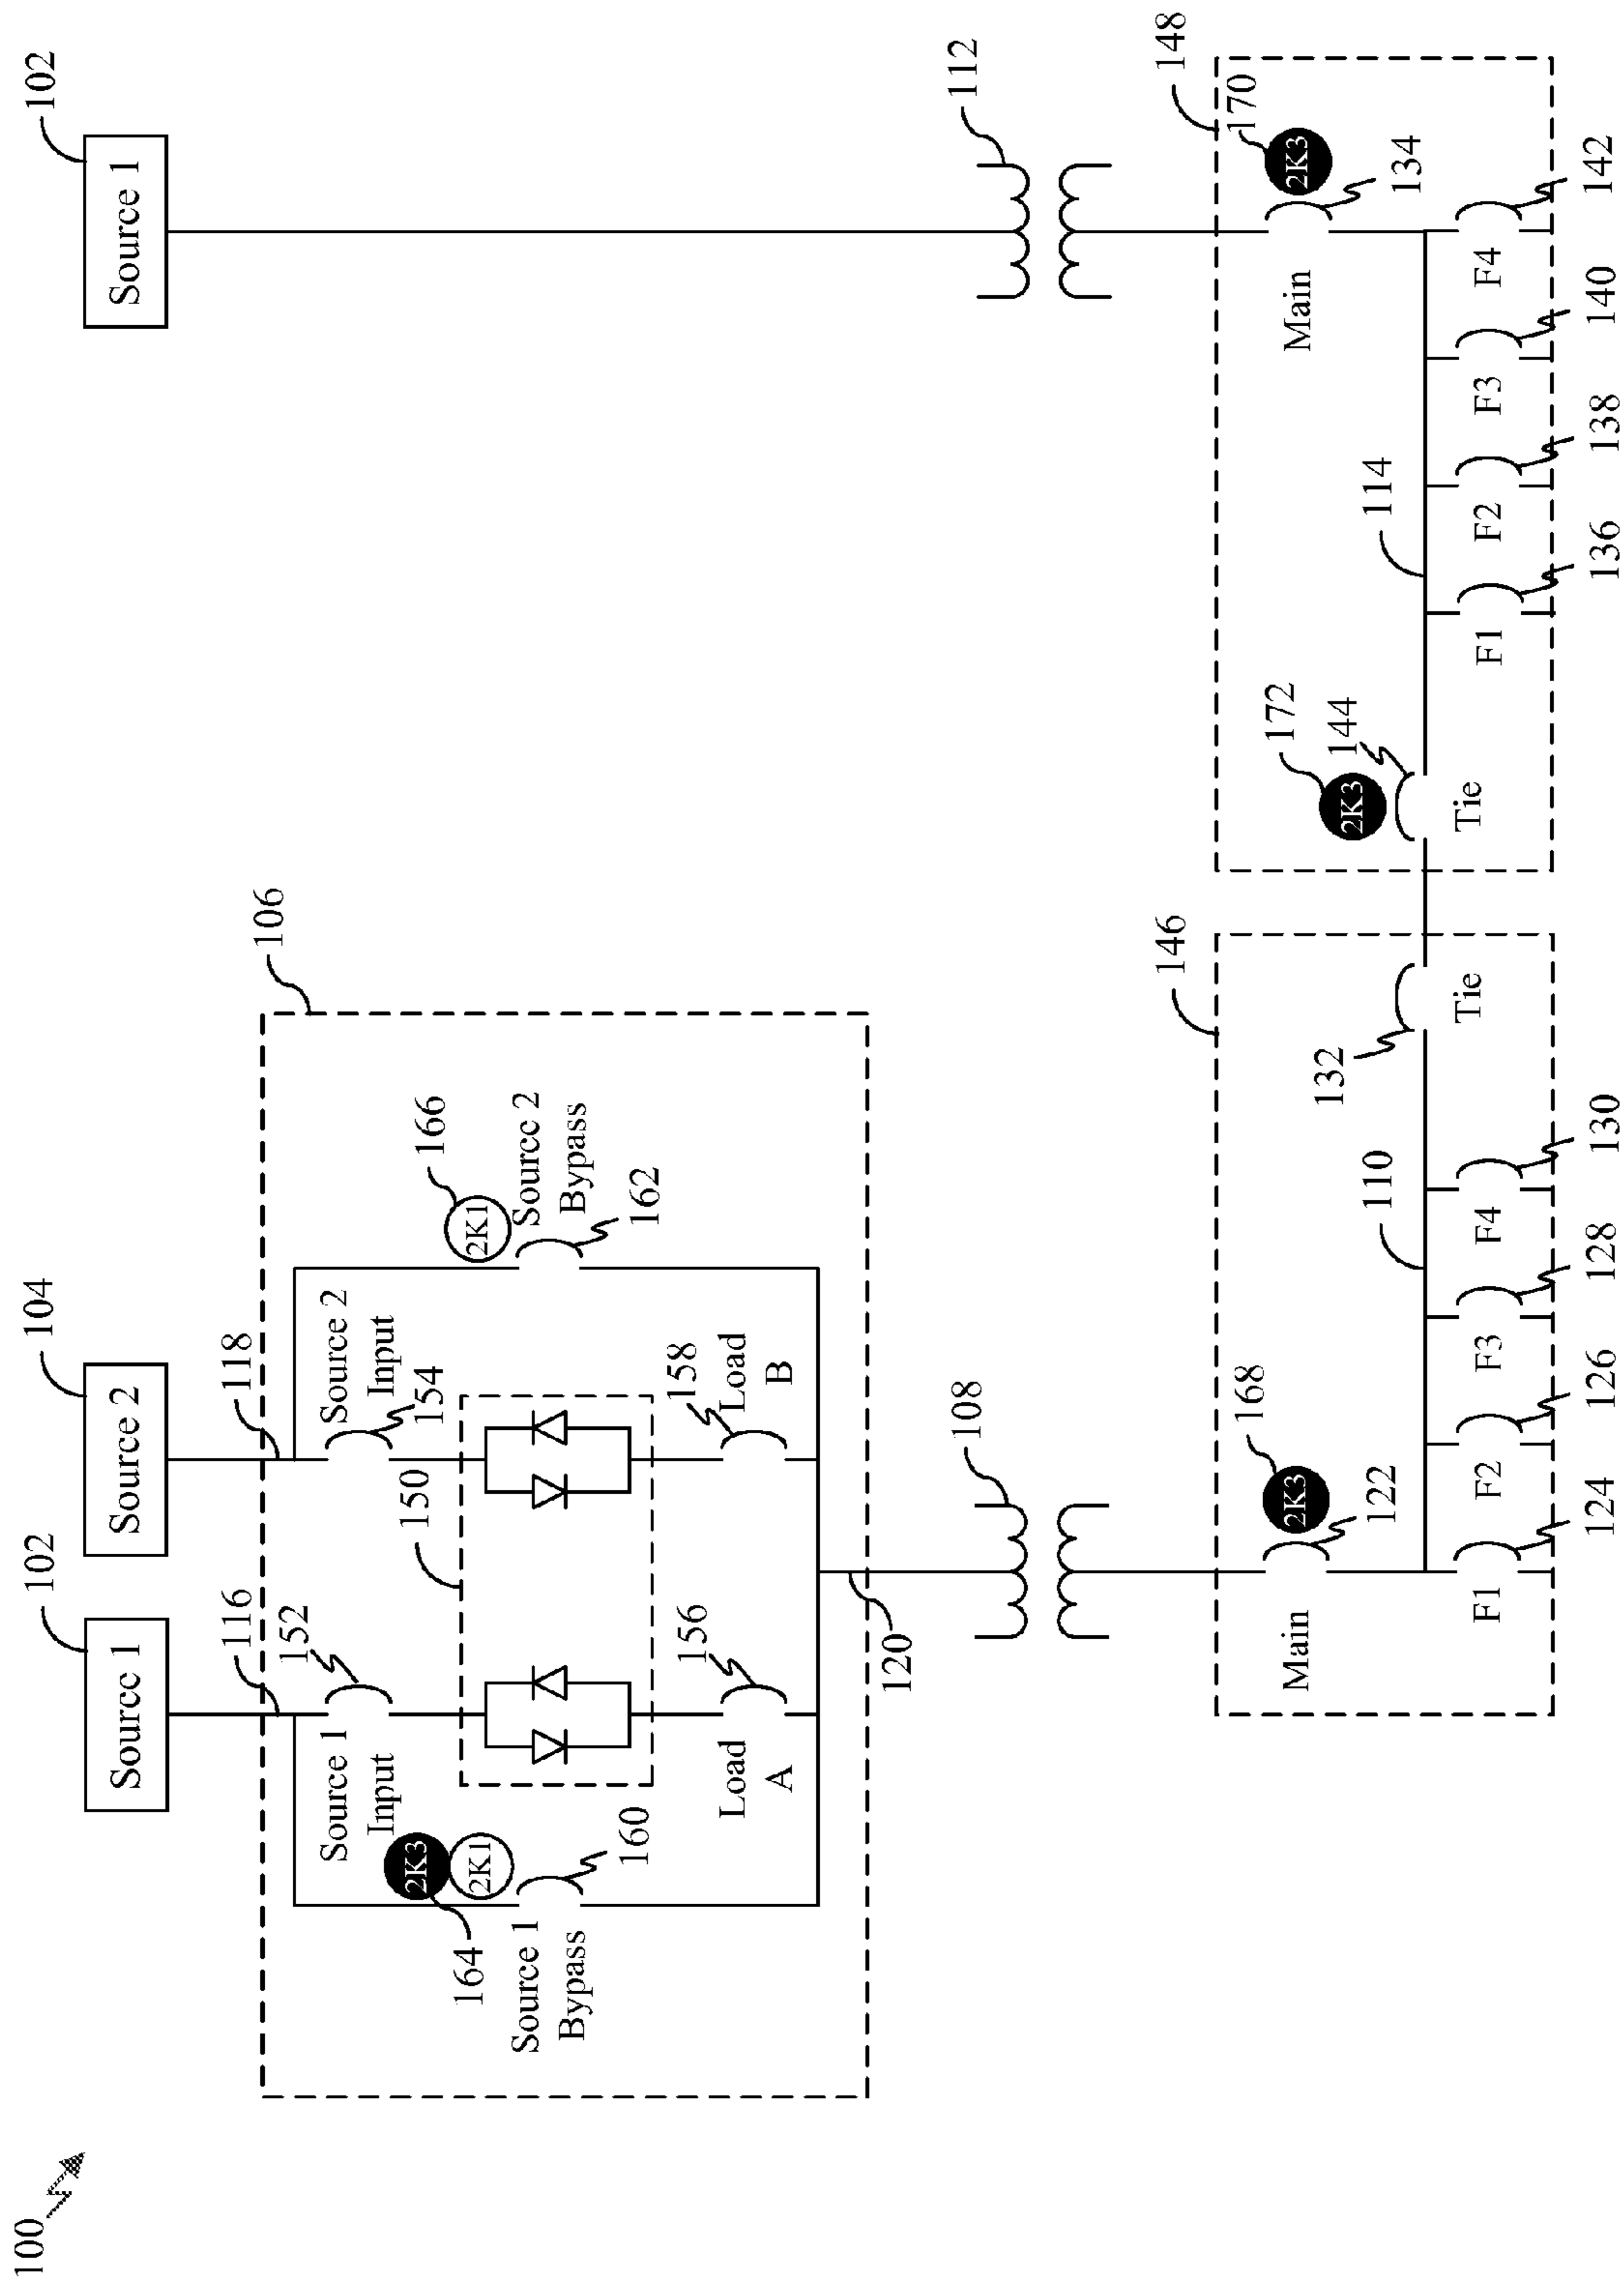 100
102
104
102
Source 1
Source 2
Source 1
116
118
106
152
Source 1
Input
Source 2
Input
154
150
166
2K3
2K1
2K1
164
160
Source 1
Bypass
Source 2
Bypass
162
156
158
Load
A
Load
B
120
108
112
146
148
168
2K3
170
2K3
172
2K3
Main
122
132
144
Main
134
110
114
Tie
Tie
F1
F2
F3
F4
F1
F2
F3
F4
124
126
128
130
136
138
140
142